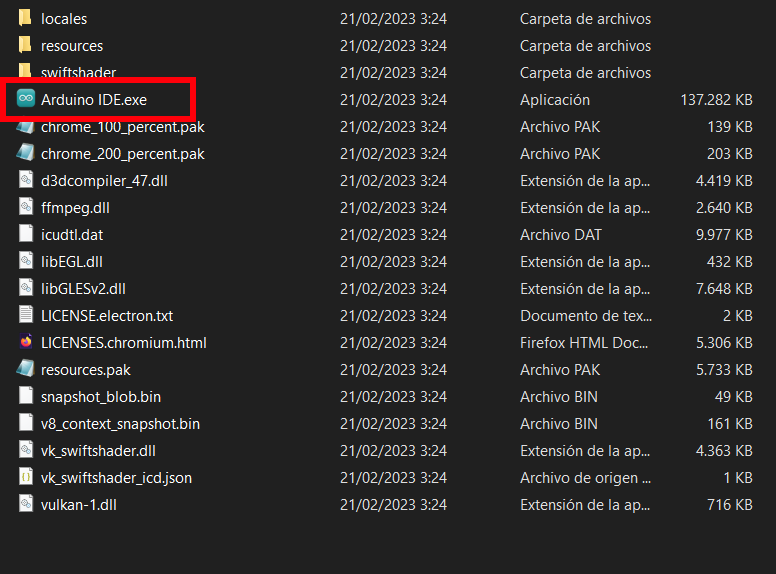 locales 21/02/2023 3:24 Carpeta de archivos
resources 21/02/2023 3:24 Carpeta de archivos
swiftshader 21/02/2023 3:24 Carpeta de archivos
Arduino IDE.exe 21/02/2023 3:24 Aplicación 137.282 KB
chrome_100_percent.pak 21/02/2023 3:24 Archivo PAK 139 KB
chrome_200_percent.pak 21/02/2023 3:24 Archivo PAK 203 KB
d3dcompiler_47.dll 21/02/2023 3:24 Extensión de la ap... 4.419 KB
ffmpeg.dll 21/02/2023 3:24 Extensión de la ap... 2.640 KB
icudtl.dat 21/02/2023 3:24 Archivo DAT 9.977 KB
libEGL.dll 21/02/2023 3:24 Extensión de la ap... 432 KB
libGLESv2.dll 21/02/2023 3:24 Extensión de la ap... 7.648 KB
LICENSE.electron.txt 21/02/2023 3:24 Documento de tex... 2 KB
LICENSES.chromium.html 21/02/2023 3:24 Firefox HTML Doc... 5.306 KB
resources.pak 21/02/2023 3:24 Archivo PAK 5.733 KB
snapshot_blob.bin 21/02/2023 3:24 Archivo BIN 49 KB
v8_context_snapshot.bin 21/02/2023 3:24 Archivo BIN 161 KB
vk_swiftshader.dll 21/02/2023 3:24 Extensión de la ap... 4.363 KB
vk_swiftshader_icd.json 21/02/2023 3:24 Archivo de origen ... 1 KB
vulkan-1.dll 21/02/2023 3:24 Extensión de la ap... 716 KB